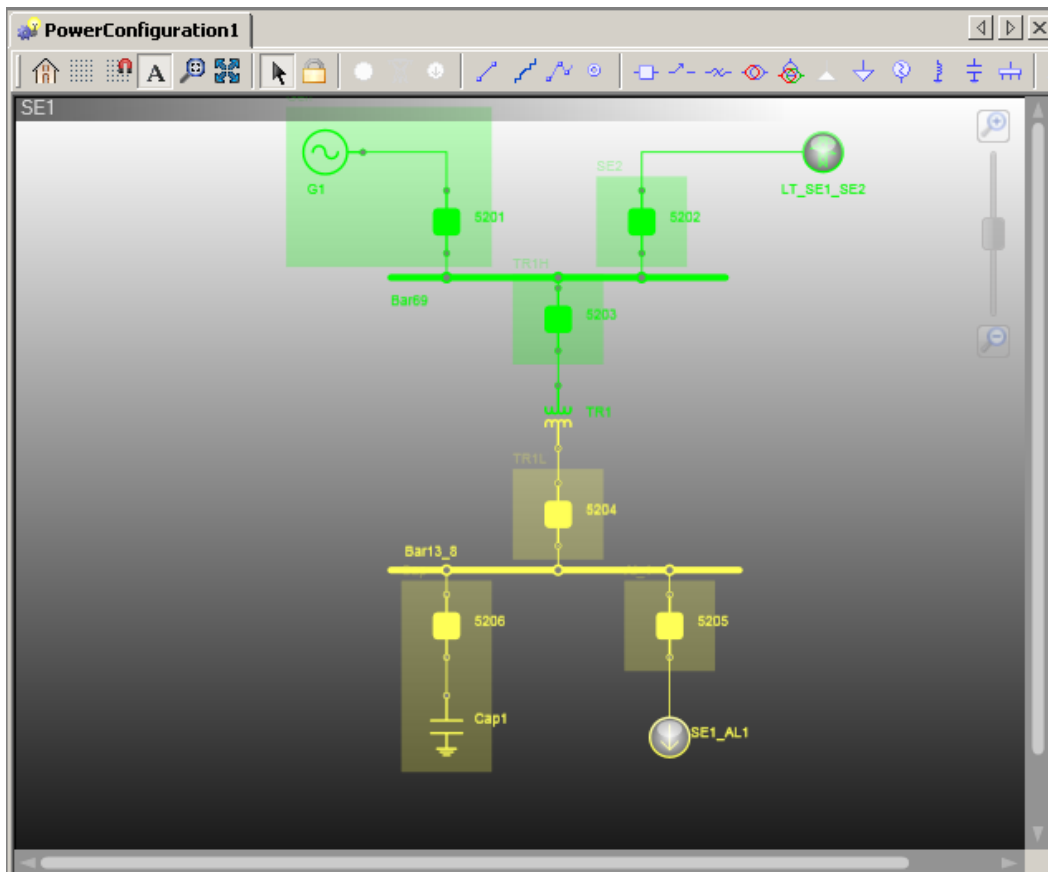 PowerConfiguration1
A
SE1
SE2
G1
LT_SE1_SE2
5201
5202
TR1H
Bar69
5203
TR1
TR1L
5204
Bar13_8
5206
5205
Cap1
SE1_AL1